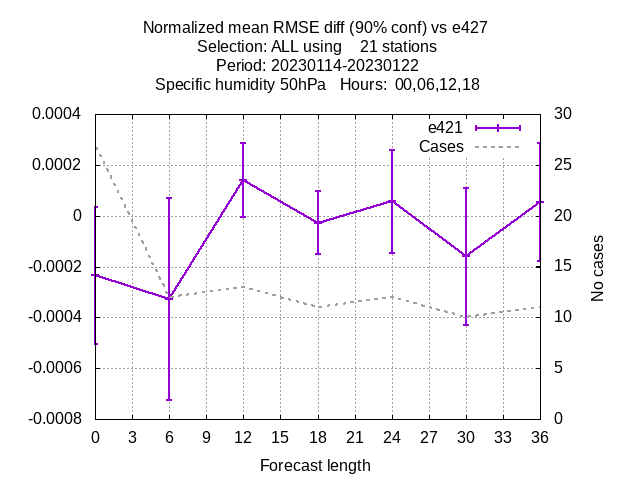 Normalized mean RMSE diff (90% conf) vs e427
Selection: ALL using    21 stations
Period: 20230114-20230122
Specific humidity 50hPa   Hours:  00,06,12,18
e421
Cases
0.0004
0.0002
0
-0.0002
-0.0004
-0.0006
-0.0008
30
25
20
15
10
5
0
No cases
0 3 6 9 12 15 18 21 24 27 30 33 36
Forecast length